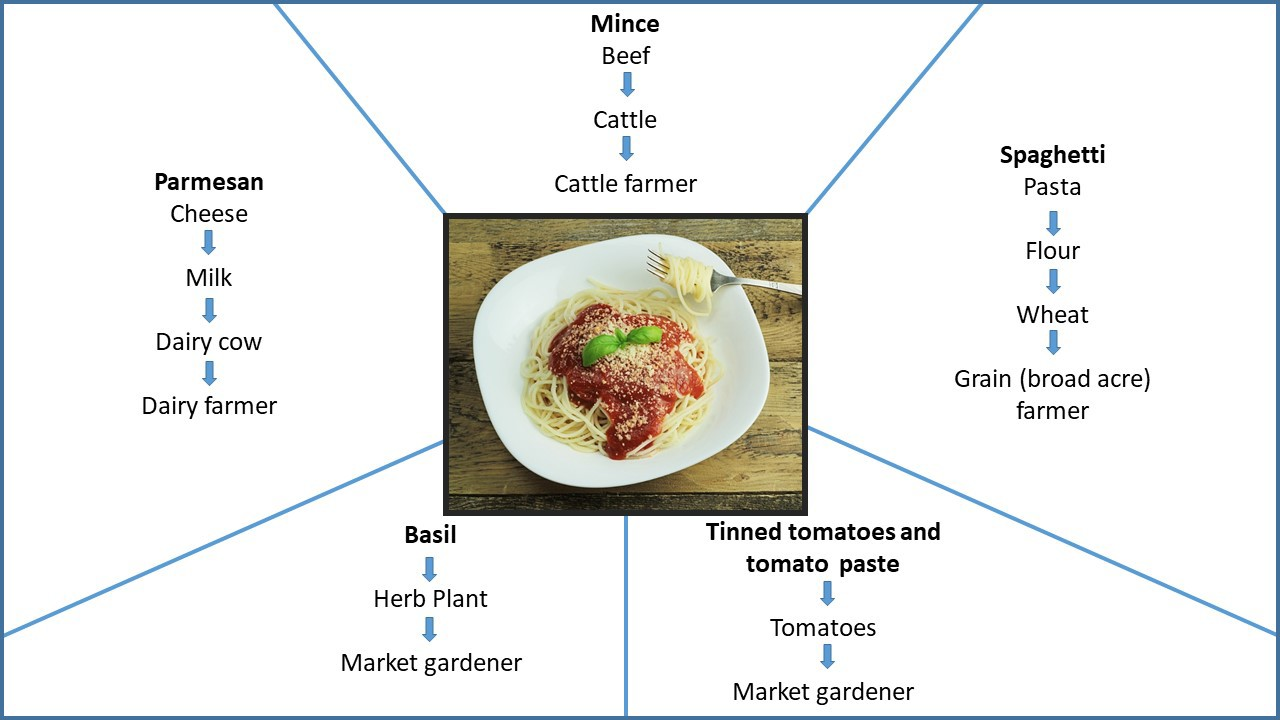 Mince
Beef
Cattle
Cattle farmer
Parmesan
Cheese
Milk
Dairy cow
Dairy farmer
Spaghetti
Pasta
Flour
Wheat
Grain (broad acre)
farmer
Basil
Herb Plant
Market gardener
Tinned tomatoes and
tomato paste
Tomatoes
Market gardener